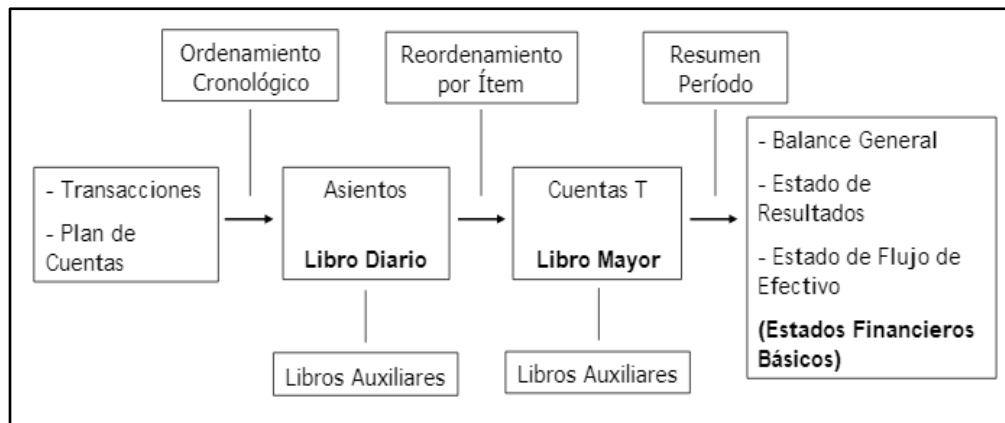 Ordenamiento
Cronológico
Reordenamiento
por Ítem
Resumen
Período
- Transacciones
- Plan de
Cuentas
Asientos
Libro Diario
Cuentas T
Libro Mayor
- Balance General
- Estado de
Resultados
- Estado de Flujo de
Efectivo
(Estados Financieros
Básicos)
Libros Auxiliares
Libros Auxiliares